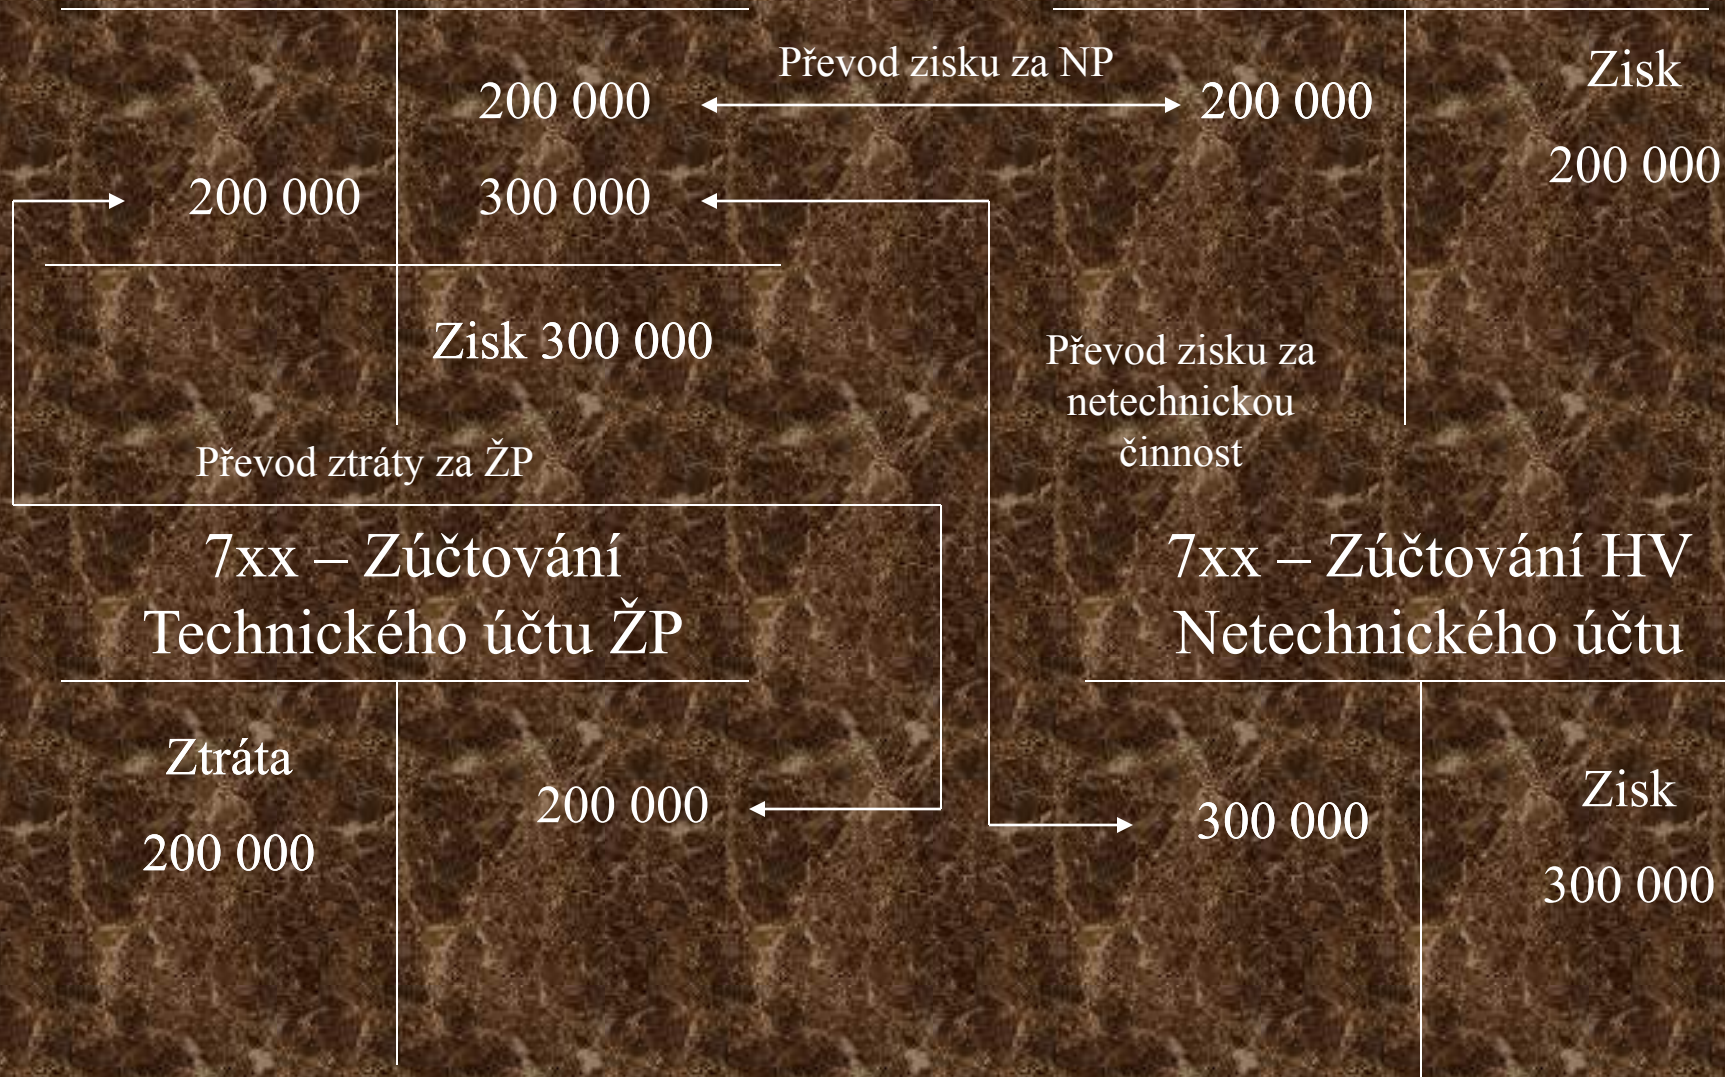 Převod zisku za NP
200 000
200 000
Zisk
200 000
200 000
300 000
Zisk 300 000
Převod zisku za
netechnickou
činnost
Převod ztráty za ŽP
7xx – Zúčtování
Technického účtu ŽP
7xx – Zúčtování HV
Netechnického účtu
Ztráta
200 000
200 000
300 000
Zisk
300 000